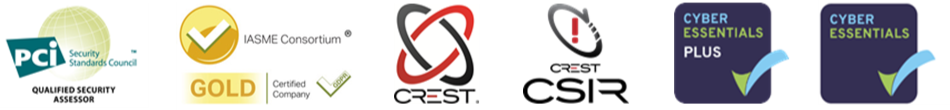 PCI
Security
Standards Council
™
QUALIFIED SECURITY
ASSESSOR
IASME Consortium ®
GOLD
Certified
Company
CREST.
CREST
CSIR
CYBER
ESSENTIALS
PLUS
CYBER
ESSENTIALS